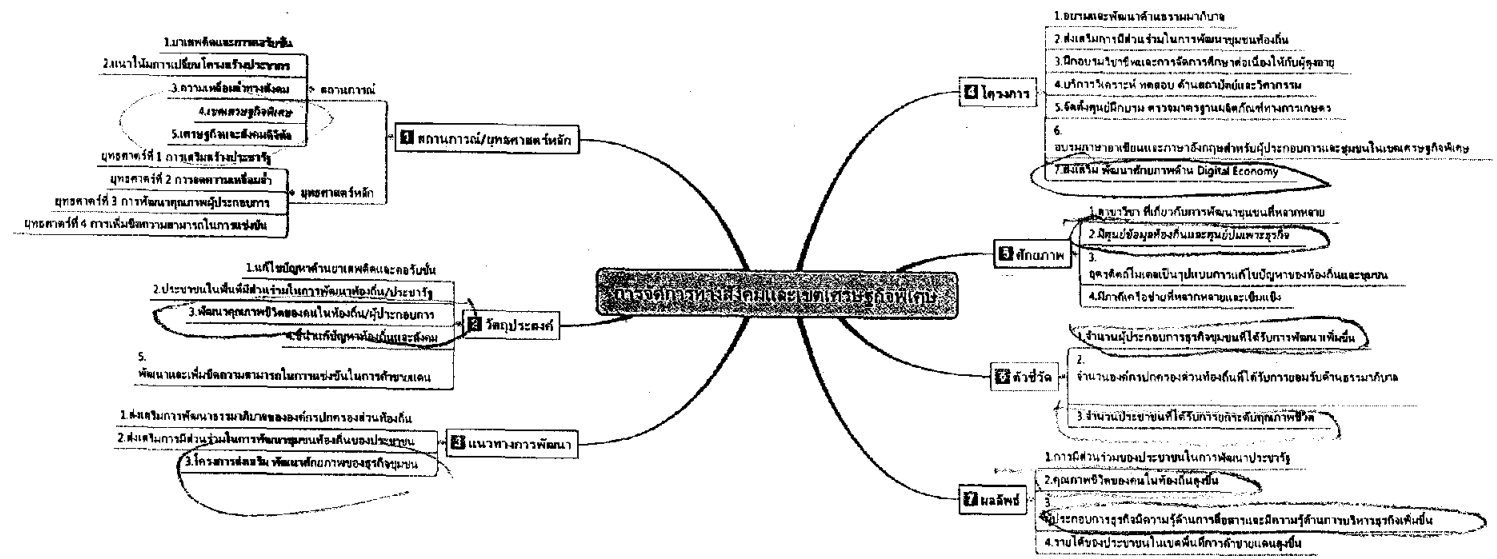 การจัดการทางสังคมและเขตเศรษฐกิจพิเศษ
1 สถานการณ์/ยุทธศาสตร์หลัก
สถานการณ์
1.ยาเสพติดและการคอรัปชั่น
2.แนวโน้มการเปลี่ยนโครงสร้างประชากร
3.ความเหลื่อมล้ำทางสังคม
4.เขตเศรษฐกิจพิเศษ
5.เศรษฐกิจและสังคมดิจิตัล
ยุทธศาสตร์หลัก
ยุทธศาตร์ที่ 1 การเสริมสร้างประชารัฐ
ยุทธศาตร์ที่ 2 การลดความเหลื่อมล้ำ
ยุทธศาตร์ที่ 3 การพัฒนาคุณภาพผู้ประกอบการ
ยุทธศาตร์ที่ 4 การเพิ่มขีดความสามารถในการแข่งขัน
2 วัตถุประสงค์
1.แก้ไขปัญหาด้านยาเสพติดและคอรัปชั่น
2.ประชาชนในพื้นที่มีส่วนร่วมในการพัฒนาท้องถิ่น/ประชารัฐ
3.พัฒนาคุณภาพชีวิตของคนในท้องถิ่น/ผู้ประกอบการ
4.ชี้นำแก้ปัญหาท้องถิ่นและสังคม
5.
พัฒนาและเพิ่มขีดความสามารถในการแข่งขันในการค้าชายแดน
3 แนวทางการพัฒนา
1.ส่งเสริมการพัฒนาธรรมาภิบาลขององค์กรปกครองส่วนท้องถิ่น
2.ส่งเสริมการมีส่วนร่วมในการพัฒนาชุมชนท้องถิ่นของประชาชน
3.โครงการส่งเสริม พัฒนาศักยภาพของธุรกิจชุมชน
4 โครงการ
1.อบรมและพัฒนาด้านธรรมมาภิบาล
2.ส่งเสริมการมีส่วนร่วมในการพัฒนาชุมชนท้องถิ่น
3.ฝึกอบรมวิชาชีพและการจัดการศึกษาต่อเนื่องให้กับผู้สูงอายุ
4.บริการวิเคราะห์ ทดสอบ ด้านสถาปัตย์และวิศวกรรม
5.จัดตั้งศูนย์ฝึกบรม ตรวจมาตรฐานผลิตภัณฑ์ทางการเกษตร
6.
อบรมภาษาอาเซียนและภาษาอังกฤษสำหรับผู้ประกอบการและชุมชนในเขตเศรษฐกิจพิเศษ
7.ส่งเสริม พัฒนาศักยภาพด้าน Digital Economy
5 ศักยภาพ
1.สาขาวิชา ที่เกี่ยวกับการพัฒนาชุมชนที่หลากหลาย
2.มีศูนย์ข้อมูลท้องถิ่นและศูนย์บ่มเพาะธุรกิจ
3.
อุตรดิตถ์โมเดลเป็นรูปแบบการแก้ไขปัญหาของท้องถิ่นและชุมชน
4.มีภาคีเครือข่ายที่หลากหลายและเข้มแข็ง
6 ตัวชี้วัด
1.จำนวนผู้ประกอบการธุรกิจชุมชนที่ได้รับการพัฒนาเพิ่มขึ้น
2.
จำนวนองค์กรปกครองส่วนท้องถิ่นที่ได้รับการยอมรับด้านธรรมาภิบาล
3.จำนวนประชาชนที่ได้รับการยกระดับคุณภาพชีวิต
7 ผลลัพธ์
1.การมีส่วนร่วมของประชาชนในการพัฒนาประชารัฐ
2.คุณภาพชีวิตของคนในท้องถิ่นสูงขึ้น
3.
ผู้ประกอบการธุรกิจมีความรู้ด้านการสื่อสารและมีความรู้ด้านการบริหารธุรกิจเพิ่มขึ้น
4.รายได้ของประชาชนในเขตพื้นที่การค้าชายแดนสูงขึ้น